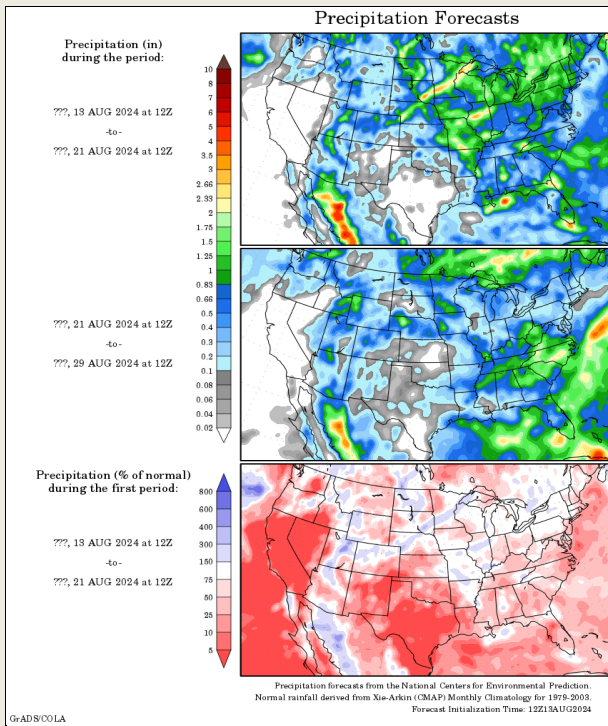 Precipitation Forecasts
Precipitation (in)
during the period:
???, 13 AUG 2024 at 12Z
-to-
???, 21 AUG 2024 at 12Z
10
8
7
6
5
4
3.5
3
2.66
2.33
2
1.75
1.5
1.25
1
0.83
0.66
0.5
0.4
0.3
0.2
0.1
0.08
0.06
0.04
0.02
???, 21 AUG 2024 at 12Z
-to-
???, 29 AUG 2024 at 12Z
Precipitation (% of normal)
during the first period:
???, 13 AUG 2024 at 12Z
-to-
???, 21 AUG 2024 at 12Z
800
600
400
300
150
75
50
25
10
5
Precipitation forecasts from the National Centers for Environmental Prediction.
Normal rainfall derived from Xie-Arkin (CMAP) Monthly Climatology for 1979-2003.
Forecast Initialization Time: 12Z13AUG2024
GrADS/COLA